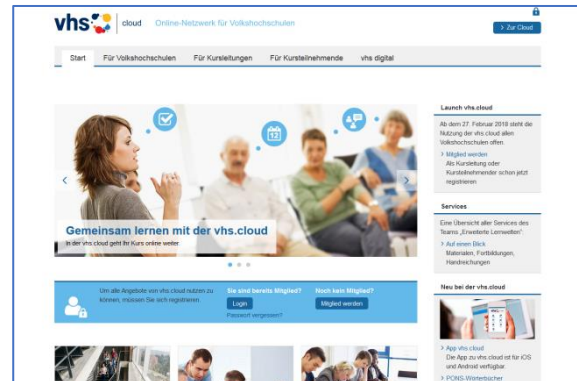 vhs cloud Online-Netzwerk für Volkshochschulen
> Zur Cloud
Start Für Volkshochschulen Für Kursleitungen Für Kursteilnehmende vhs digital
12
Gemeinsam lernen mit der vhs.cloud
In der vhs.cloud geht Ihr Kurs online weiter.
Um alle Angebote von vhs.cloud nutzen zu
können, müssen Sie sich registrieren.
Sie sind bereits Mitglied?
Login
Passwort vergessen?
Noch kein Mitglied?
Mitglied werden
Launch vhs.cloud
Ab dem 27. Februar 2018 steht die
Nutzung der vhs.cloud allen
Volkshochschulen offen.
> Mitglied werden
Als Kursleitung oder
Kursteilnehmender schon jetzt
registrieren
Services
Eine Übersicht aller Services des
Teams „Erweiterte Lernwelten“:
> Auf einen Blick
Materialen, Fortbildungen,
Handreichungen
Neu bei der vhs.cloud
> App vhs.cloud
Die App zu vhs.cloud ist für iOS
und Android verfügbar.
> PONS-Wörterbücher